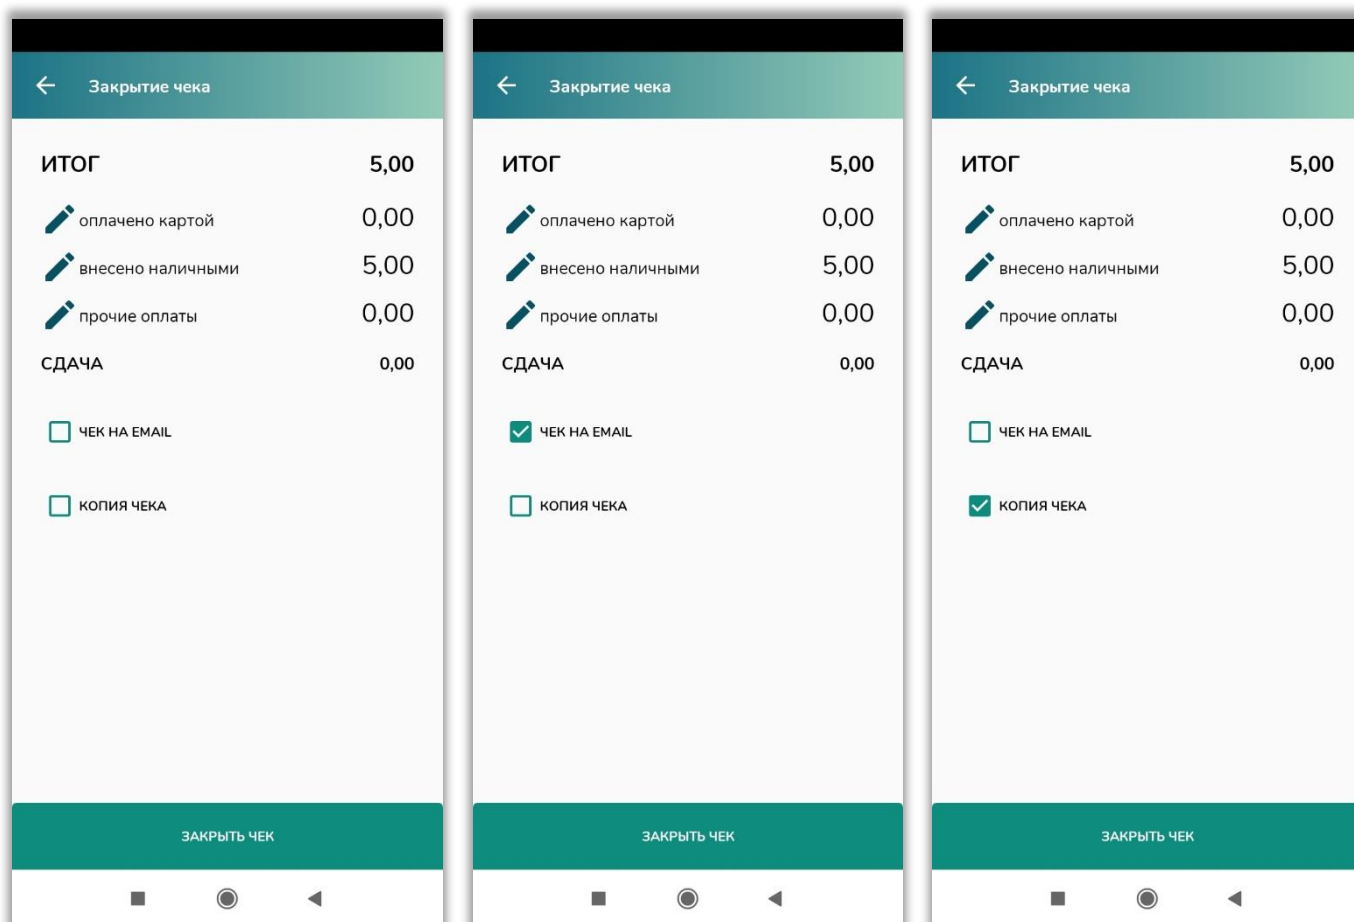 Закрытие чека
ИТОГ 5,00
оплачено картой 0,00
внесено наличными 5,00
прочие оплаты 0,00
СДАЧА 0,00
ЧЕК НА EMAIL
КОПИЯ ЧЕКА
ЗАКРЫТЬ ЧЕК
Закрытие чека
ИТОГ 5,00
оплачено картой 0,00
внесено наличными 5,00
прочие оплаты 0,00
СДАЧА 0,00
ЧЕК НА EMAIL
КОПИЯ ЧЕКА
ЗАКРЫТЬ ЧЕК
Закрытие чека
ИТОГ 5,00
оплачено картой 0,00
внесено наличными 5,00
прочие оплаты 0,00
СДАЧА 0,00
ЧЕК НА EMAIL
КОПИЯ ЧЕКА
ЗАКРЫТЬ ЧЕК